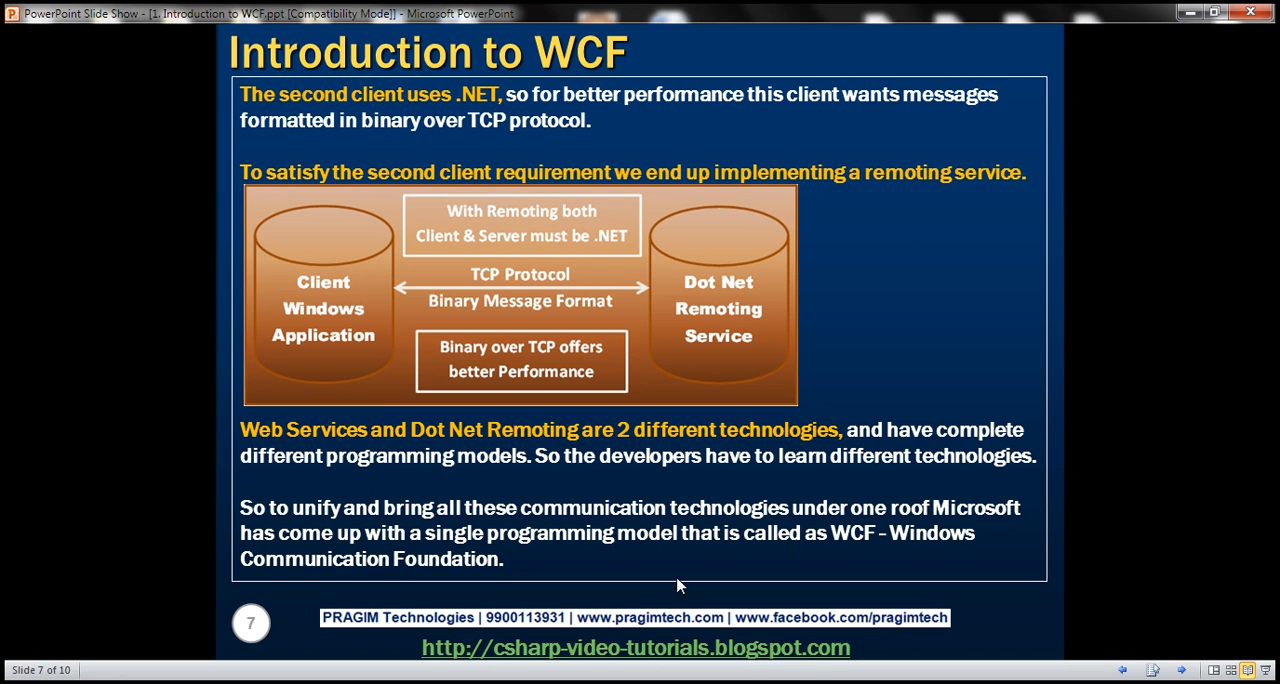 PowerPoint Slide Show - [1. Introduction to WCF.ppt [Compatibility Mode]] - Microsoft PowerPoint
Introduction to WCF
The second client uses .NET, so for better performance this client wants messages
formatted in binary over TCP protocol.
To satisfy the second client requirement we end up implementing a remoting service.
With Remoting both
Client & Server must be .NET
Client
Windows
Application
TCP Protocol
Binary Message Format
Dot Net
Remoting
Service
Binary over TCP offers
better Performance
Web Services and Dot Net Remoting are 2 different technologies, and have complete
different programming models. So the developers have to learn different technologies.
So to unify and bring all these communication technologies under one roof Microsoft
has come up with a single programming model that is called as WCF - Windows
Communication Foundation.
7
PRAGIM Technologies | 9900113931 | www.pragimtech.com | www.facebook.com/pragimtech
http://csharp-video-tutorials.blogspot.com
Slide 7 of 10